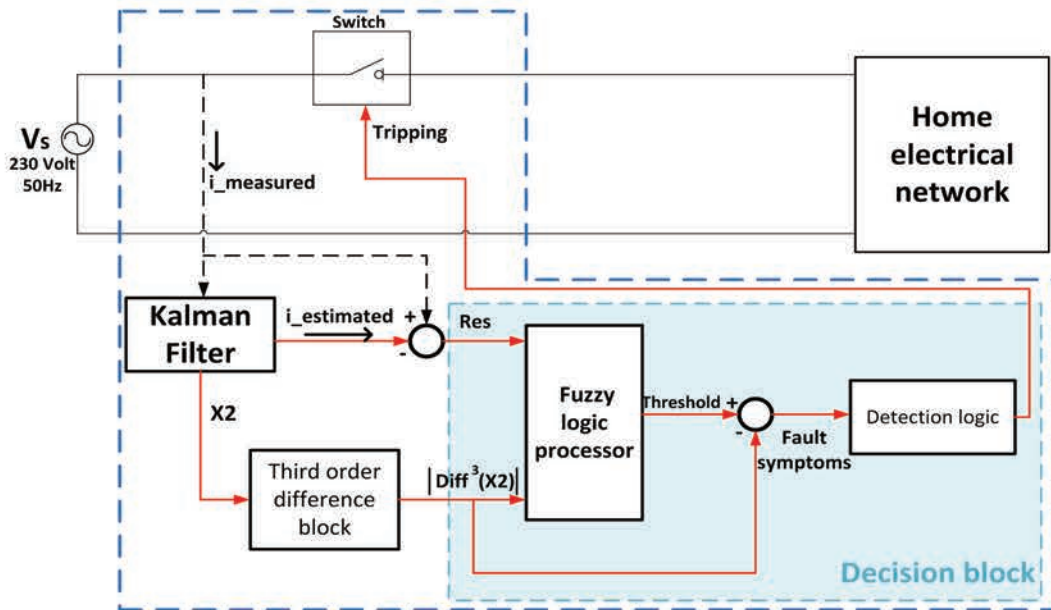 Switch
Vs
230 Volt
50Hz
Tripping
i_measured
Home
electrical
network
Kalman
Filter
i_estimated
+
-
Res
X2
Third order
difference
block
|Diff³(X2)|
Fuzzy
logic
processor
Threshold
+
-
Fault
symptoms
Detection logic
Decision block